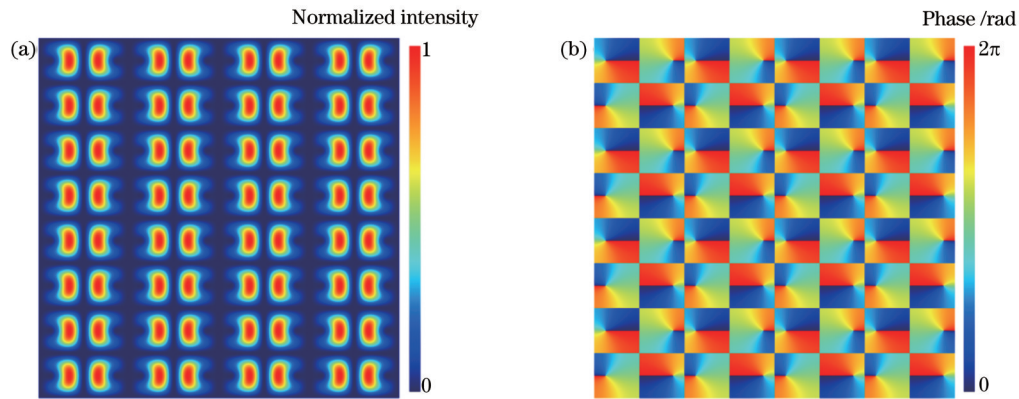 Normalized intensity
(a)
1
0
Phase /rad
(b)
2π
0